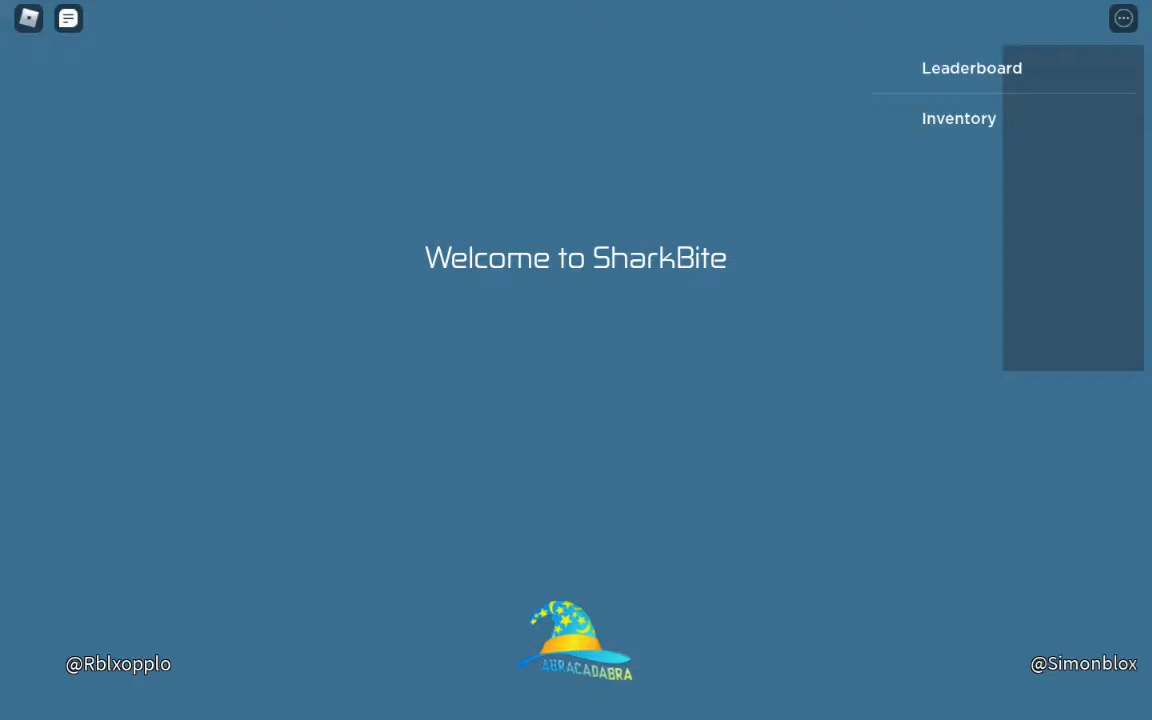 Leaderboard
Inventory
Welcome to SharkBite
ABRACADABRA
@Rblxopplo
@Simonblox